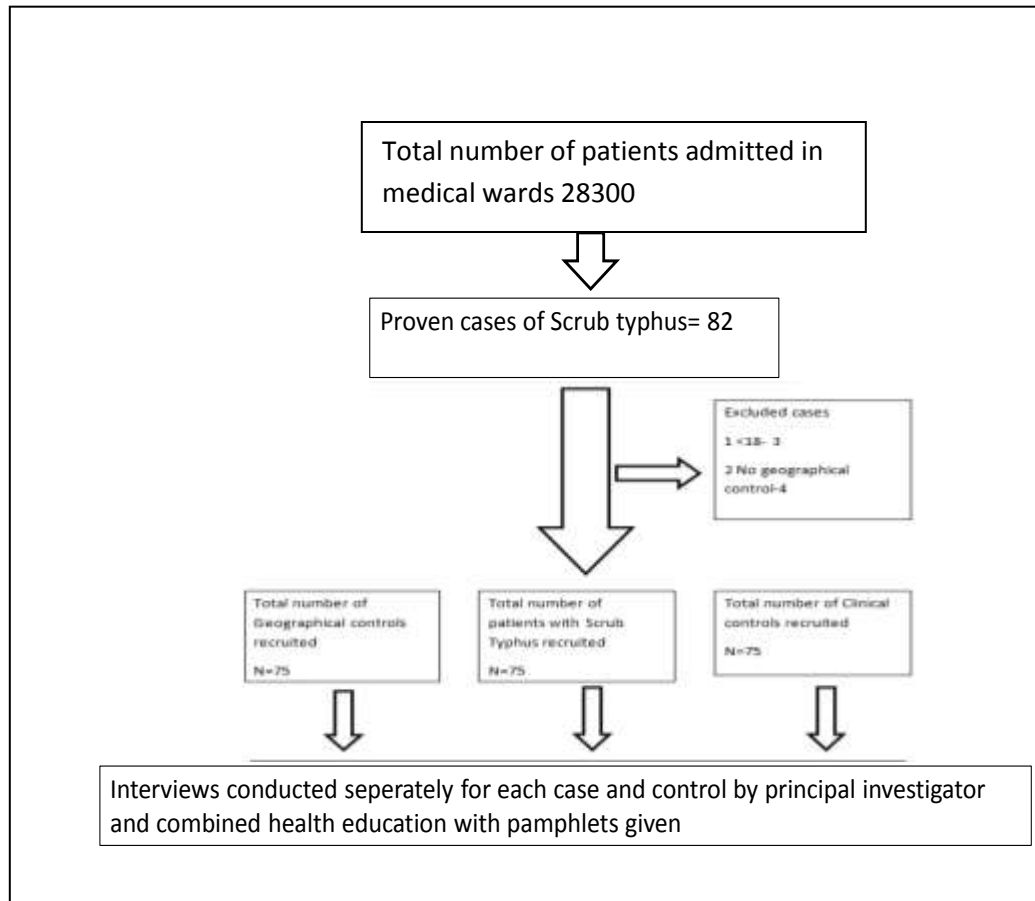 Total number of patients admitted in
medical wards 28300
Proven cases of Scrub typhus= 82
Excluded cases
1 <18- 3
2 No geographical
control-4
Total number of
Geographical controls
recruited
N=75
Total number of
patients with Scrub
Typhus recruited
N=75
Total number of Clinical
controls recruited
N=75
Interviews conducted seperately for each case and control by principal investigator
and combined health education with pamphlets given